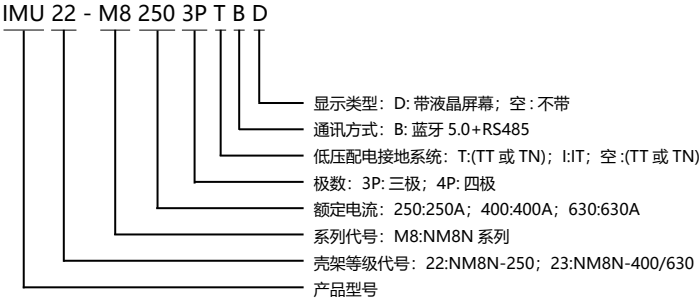 IMU 22 - M8 250 3P T B D
显示类型：D: 带液晶屏幕；空 : 不带
通讯方式：B: 蓝牙 5.0+RS485
低压配电接地系统：T:(TT 或 TN)；I:IT；空 :(TT 或 TN)
极数：3P: 三极；4P: 四极
额定电流：250:250A；400:400A；630:630A
系列代号：M8:NM8N 系列
壳架等级代号：22:NM8N-250；23:NM8N-400/630
产品型号